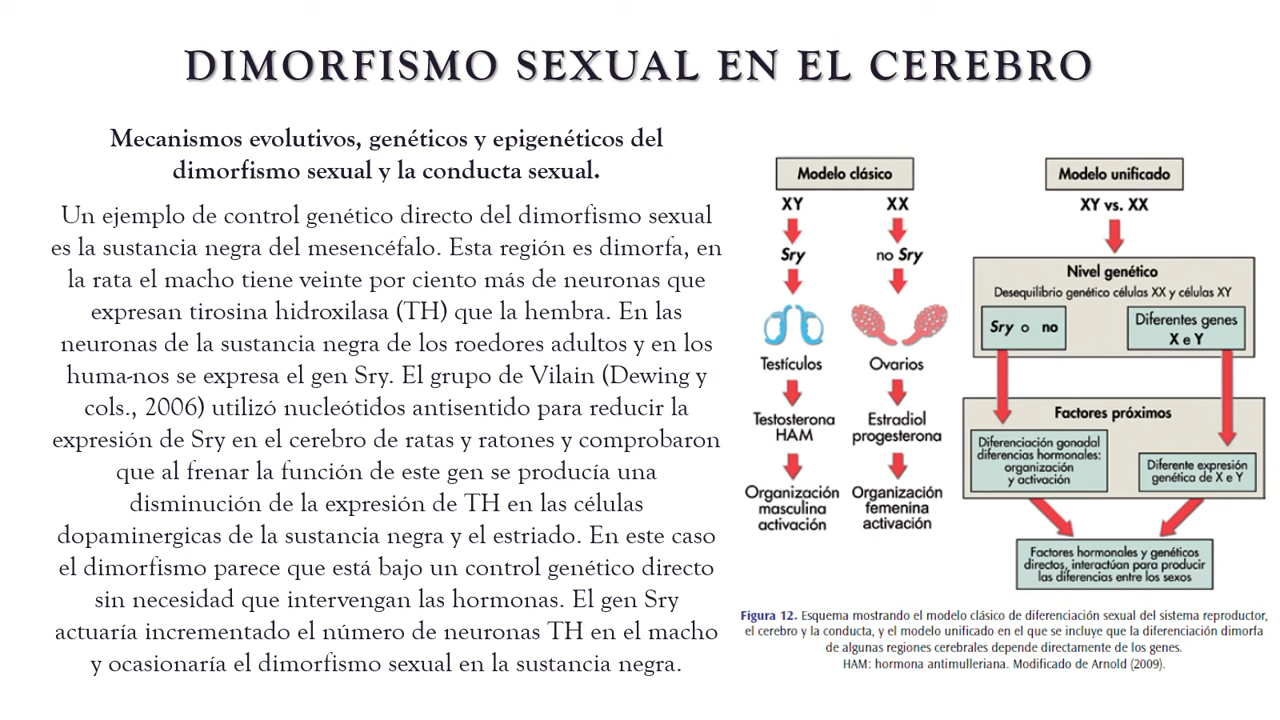 DIMORFISMO SEXUAL EN EL CEREBRO
Mecanismos evolutivos, genéticos y epigenéticos del
dimorfismo sexual y la conducta sexual.
Un ejemplo de control genético directo del dimorfismo sexual
es la sustancia negra del mesencéfalo. Esta región es dimorfa, en
la rata el macho tiene veinte por ciento más de neuronas que
expresan tirosina hidroxilasa (TH) que la hembra. En las
neuronas de la sustancia negra de los roedores adultos y en los
huma-nos se expresa el gen Sry. El grupo de Vilain (Dewing y
cols., 2006) utilizó nucleótidos antisentido para reducir la
expresión de Sry en el cerebro de ratas y ratones y comprobaron
que al frenar la función de este gen se producía una
disminución de la expresión de TH en las células
dopaminergicas de la sustancia negra y el estriado. En este caso
el dimorfismo parece que está bajo un control genético directo
sin necesidad que intervengan las hormonas. El gen Sry
actuaría incrementado el número de neuronas TH en el macho
y ocasionaría el dimorfismo sexual en la sustancia negra.
Modelo clásico
XY
XX
Sry
no Sry
Testículos
Ovarios
Testosterona
HAM
Estradiol
progesterona
Organización
masculina
activación
Organización
femenina
activación
Modelo unificado
XY vs. XX
Nivel genético
Desequilibrio genético células XX y células XY
Sry o no
Diferentes genes
X e Y
Factores próximos
Diferenciación gonadal
diferencias hormonales:
organización
y activación
Diferente expresión
genética de X e Y
Factores hormonales y genéticos
directos, interactúan para producir
las diferencias entre los sexos
Figura 12. Esquema mostrando el modelo clásico de diferenciación sexual del sistema reproductor,
el cerebro y la conducta, y el modelo unificado en el que se incluye que la diferenciación dimorfa
de algunas regiones cerebrales depende directamente de los genes.
HAM: hormona antimulleriana. Modificado de Arnold (2009).